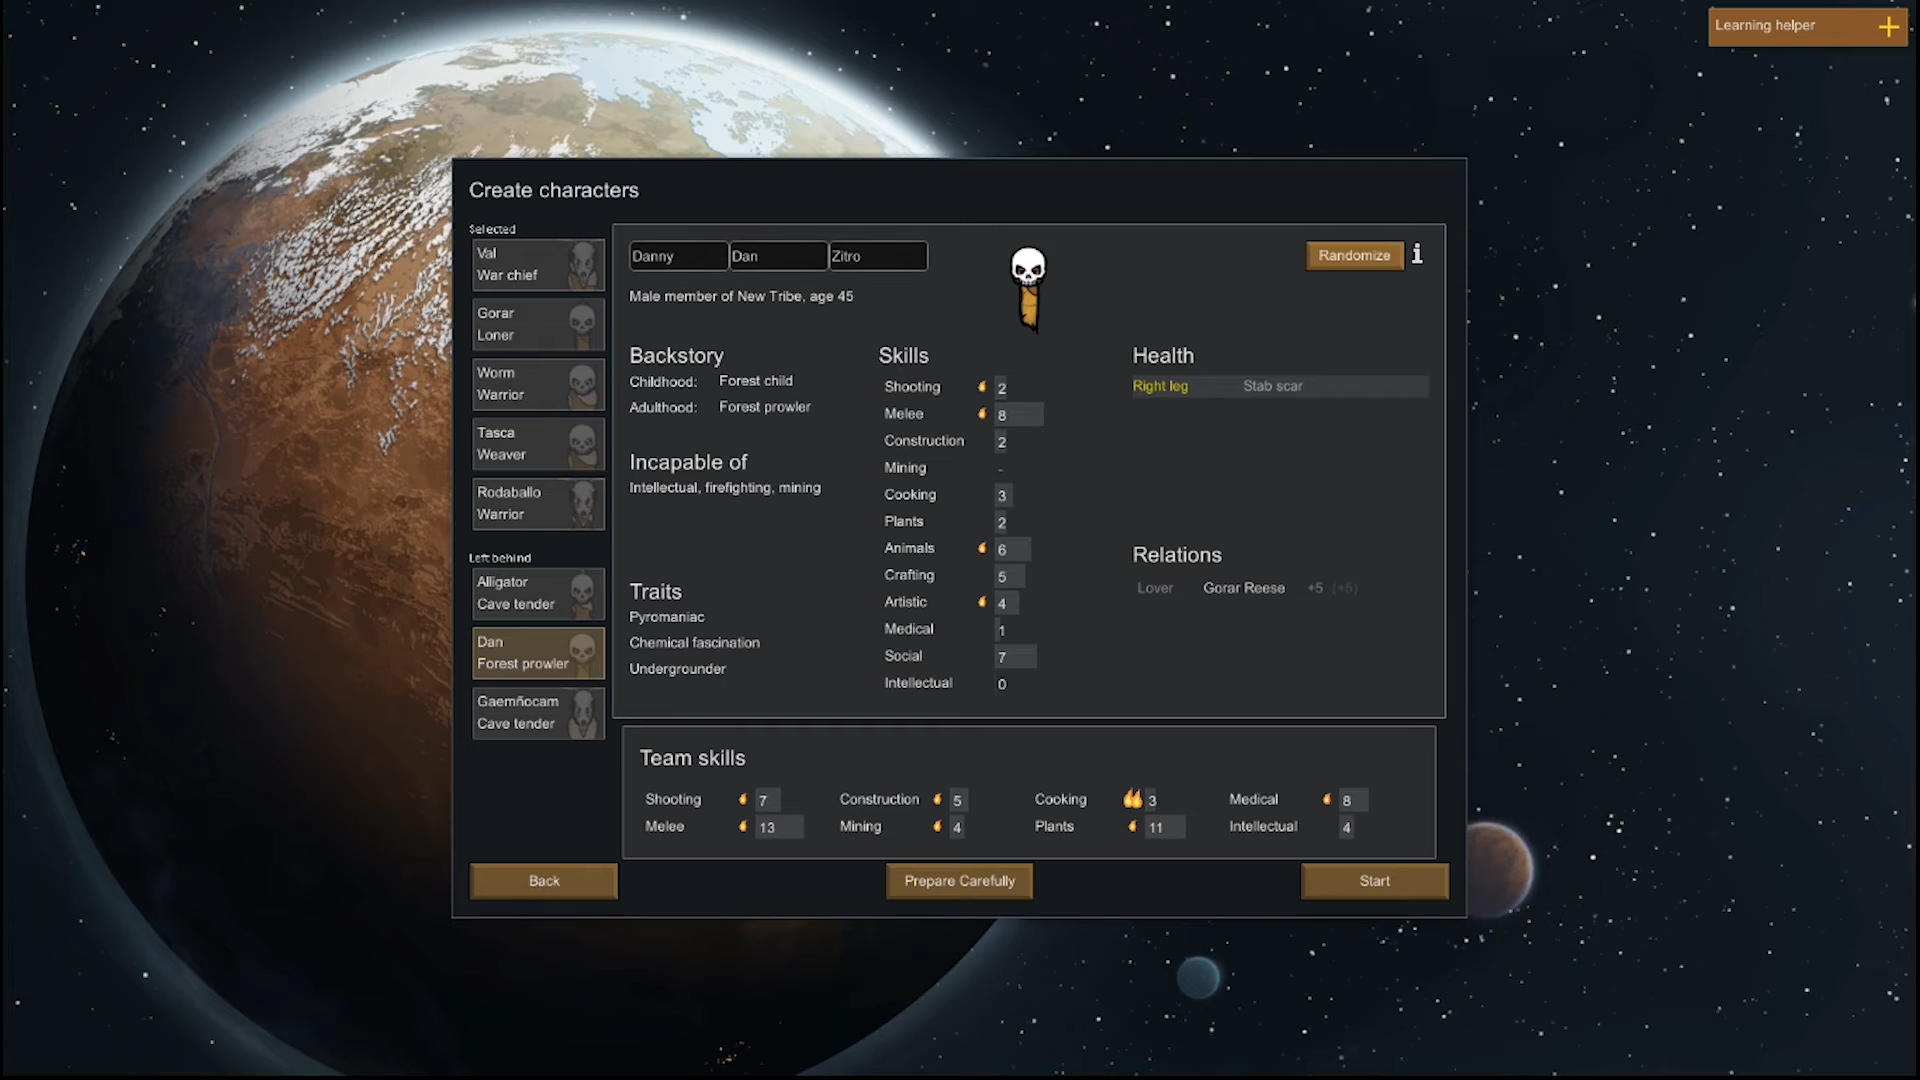 Learning helper
Create characters
Selected
Val
War chief
Gorar
Loner
Worm
Warrior
Tasca
Weaver
Rodaballo
Warrior
Left behind
Alligator
Cave tender
Dan
Forest prowler
Gaemñocam
Cave tender
Danny Dan Zitro
Randomize i
Male member of New Tribe, age 45
Backstory
Childhood: Forest child
Adulthood: Forest prowler
Incapable of
Intellectual, firefighting, mining
Traits
Pyromaniac
Chemical fascination
Undergrounder
Skills
Shooting 2
Melee 8
Construction 2
Mining -
Cooking 3
Plants 2
Animals 6
Crafting 5
Artistic 4
Medical 1
Social 7
Intellectual 0
Health
Right leg Stab scar
Relations
Lover Gorar Reese +5 (+5)
Team skills
Shooting 7 Construction 5 Cooking 3 Medical 8
Melee 13 Mining 4 Plants 11 Intellectual 4
Back Prepare Carefully Start